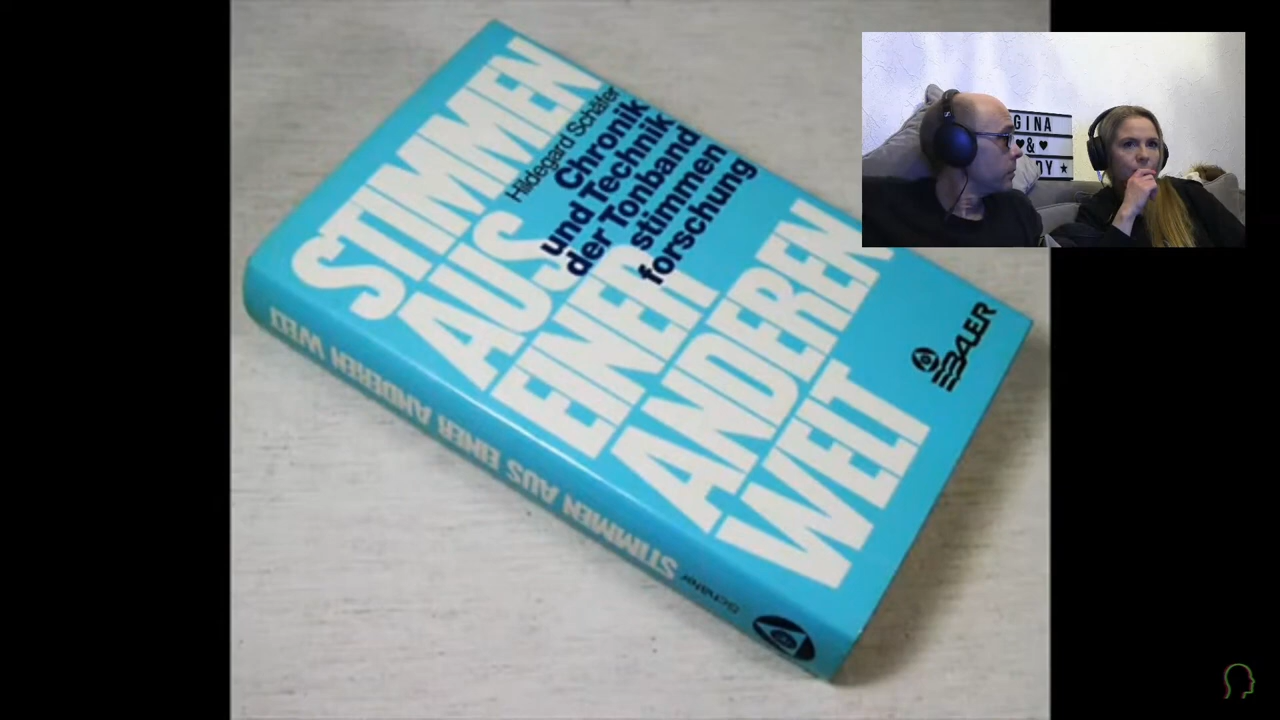 STIMMEN
AUS
EINER
ANDEREN
WELT
Hildegard Schäfer
Chronik
und Technik
der Tonband
stimmen
forschung
BAUER
STIMMEN AUS EINER ANDEREN WELT
Schäfer
GINA
♥&♥
DY ★